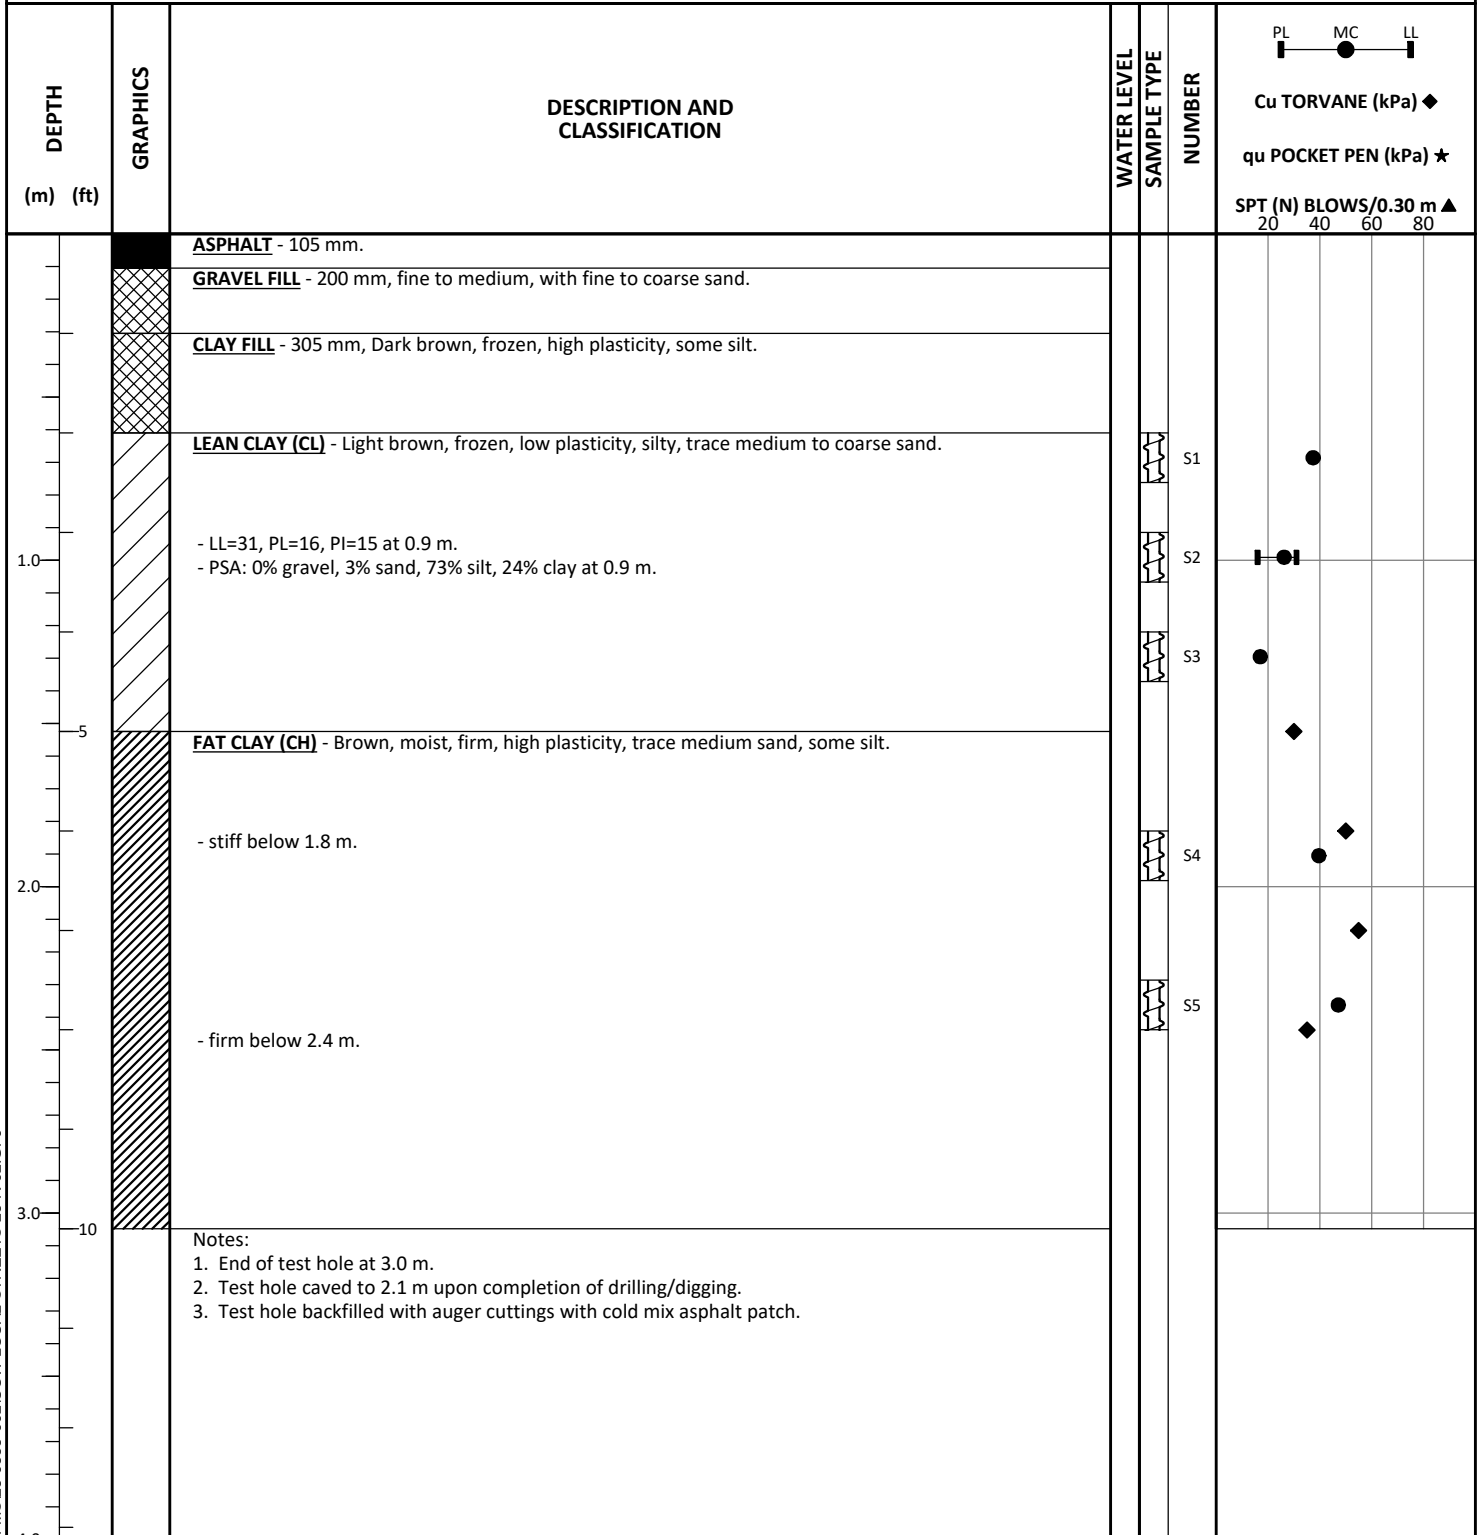 DEPTH
(m) (ft)
GRAPHICS
DESCRIPTION AND
CLASSIFICATION
WATER LEVEL
SAMPLE TYPE
NUMBER
PL MC LL
Cu TORVANE (kPa) ◆
qu POCKET PEN (kPa) ★
SPT (N) BLOWS/0.30 m ▲
20 40 60 80
ASPHALT - 105 mm.
GRAVEL FILL - 200 mm, fine to medium, with fine to coarse sand.
CLAY FILL - 305 mm, Dark brown, frozen, high plasticity, some silt.
LEAN CLAY (CL) - Light brown, frozen, low plasticity, silty, trace medium to coarse sand.
S1
- LL=31, PL=16, PI=15 at 0.9 m.
1.0
S2
- PSA: 0% gravel, 3% sand, 73% silt, 24% clay at 0.9 m.
S3
5
FAT CLAY (CH) - Brown, moist, firm, high plasticity, trace medium sand, some silt.
- stiff below 1.8 m.
S4
2.0
S5
- firm below 2.4 m.
3.0
10
Notes:
1. End of test hole at 3.0 m.
2. Test hole caved to 2.1 m upon completion of drilling/digging.
3. Test hole backfilled with auger cuttings with cold mix asphalt patch.